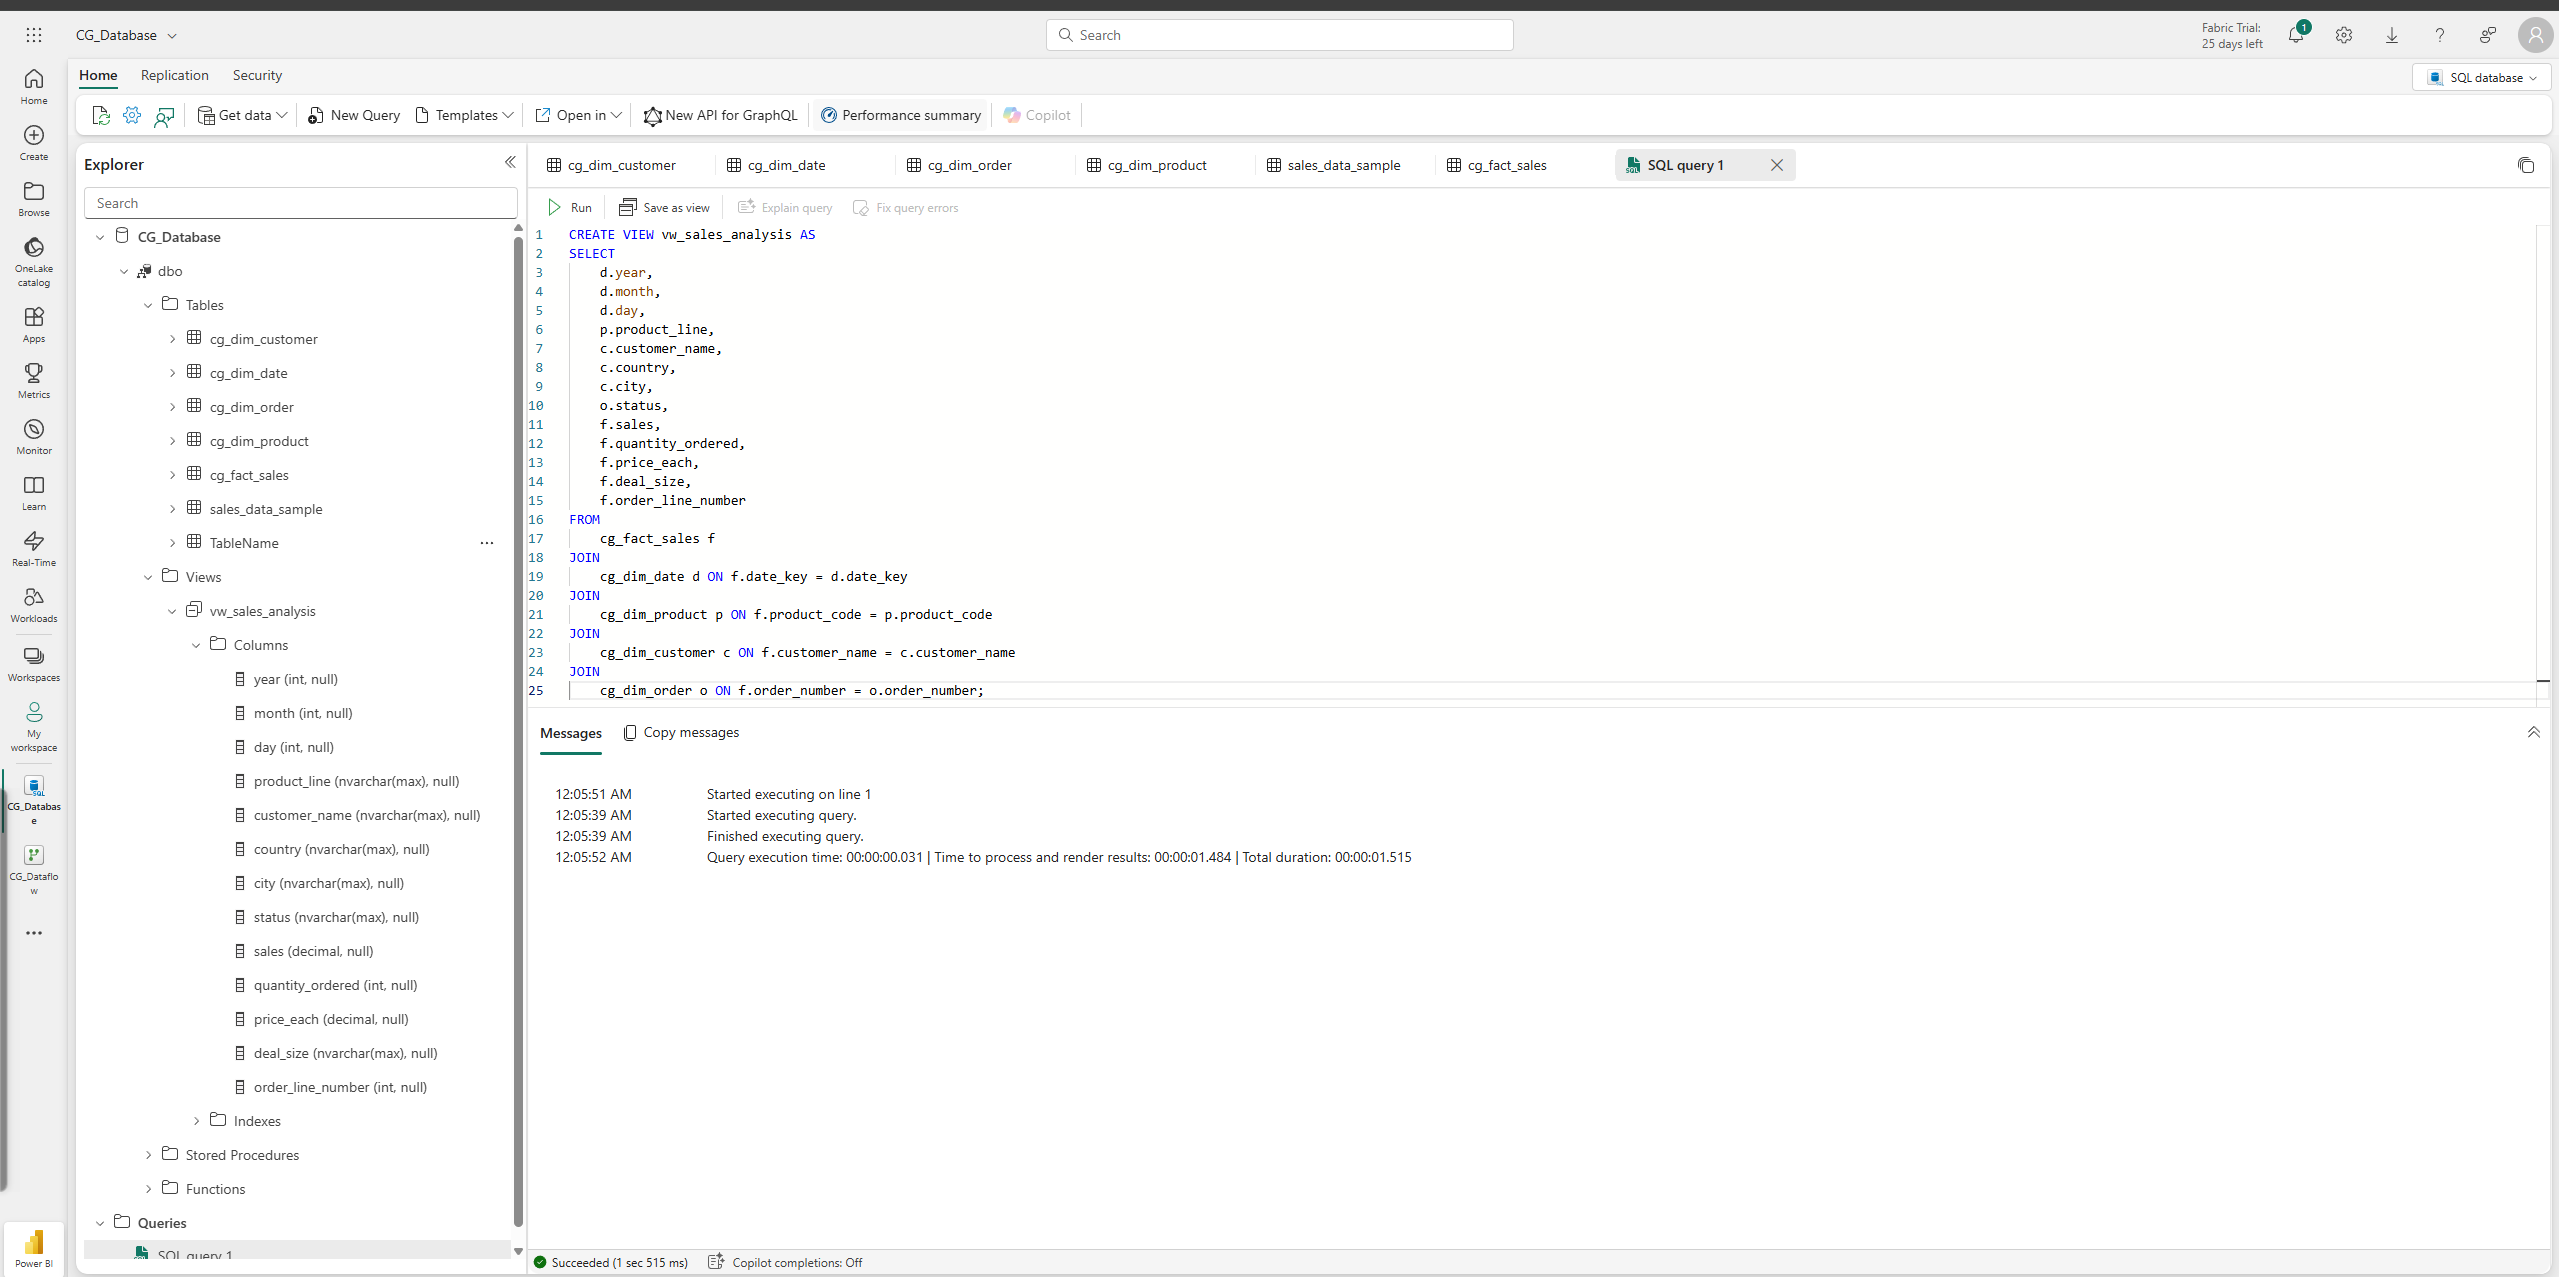 CG_Database
Search
Fabric Trial:
25 days left
1
Home
Replication
Security
SQL database
Get data
New Query
Templates
Open in
New API for GraphQL
Performance summary
Copilot
Home
Create
Browse
OneLake
catalog
Apps
Metrics
Monitor
Learn
Real-Time
Workloads
Workspaces
My
workspace
CG_Databas
e
CG_Dataflo
w
Power BI
Explorer
Search
CG_Database
dbo
Tables
cg_dim_customer
cg_dim_date
cg_dim_order
cg_dim_product
cg_fact_sales
sales_data_sample
TableName
Views
vw_sales_analysis
Columns
year (int, null)
month (int, null)
day (int, null)
product_line (nvarchar(max), null)
customer_name (nvarchar(max), null)
country (nvarchar(max), null)
city (nvarchar(max), null)
status (nvarchar(max), null)
sales (decimal, null)
quantity_ordered (int, null)
price_each (decimal, null)
deal_size (nvarchar(max), null)
order_line_number (int, null)
Indexes
Stored Procedures
Functions
Queries
SQL query 1
cg_dim_customer
cg_dim_date
cg_dim_order
cg_dim_product
sales_data_sample
cg_fact_sales
SQL query 1
Run
Save as view
Explain query
Fix query errors
1 CREATE VIEW vw_sales_analysis AS
2 SELECT
3 d.year,
4 d.month,
5 d.day,
6 p.product_line,
7 c.customer_name,
8 c.country,
9 c.city,
10 o.status,
11 f.sales,
12 f.quantity_ordered,
13 f.price_each,
14 f.deal_size,
15 f.order_line_number
16 FROM
17 cg_fact_sales f
18 JOIN
19 cg_dim_date d ON f.date_key = d.date_key
20 JOIN
21 cg_dim_product p ON f.product_code = p.product_code
22 JOIN
23 cg_dim_customer c ON f.customer_name = c.customer_name
24 JOIN
25 cg_dim_order o ON f.order_number = o.order_number;
Messages
Copy messages
12:05:51 AM Started executing on line 1
12:05:39 AM Started executing query.
12:05:39 AM Finished executing query.
12:05:52 AM Query execution time: 00:00:00.031 | Time to process and render results: 00:00:01.484 | Total duration: 00:00:01.515
Succeeded (1 sec 515 ms)
Copilot completions: Off